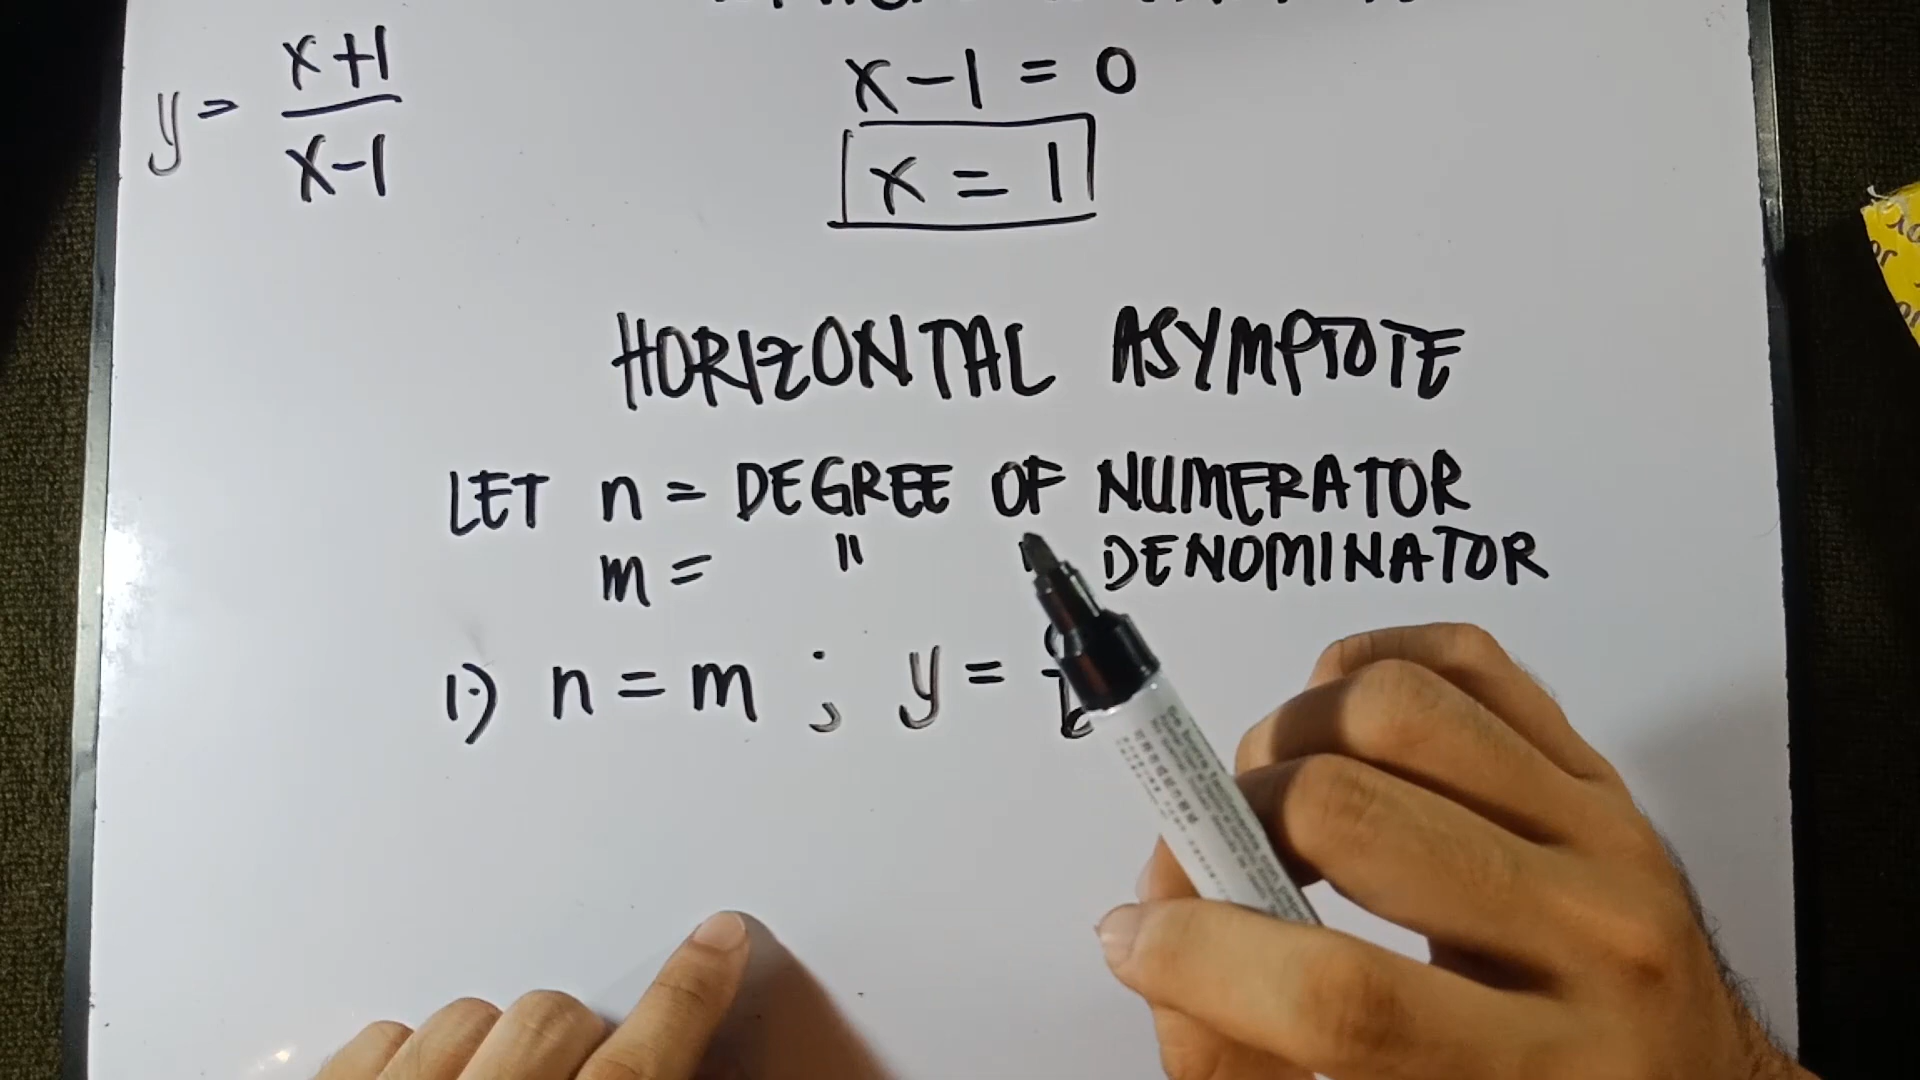 y = x+1
x-1
x-1 = 0
x = 1
HORIZONTAL ASYMPTOTE
LET n = DEGREE OF NUMERATOR
m = " " DENOMINATOR
1.) n = m ; y =